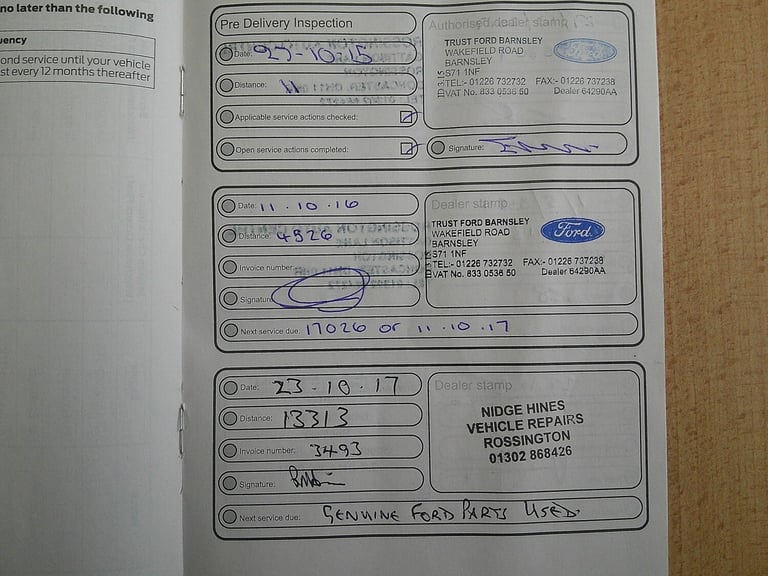 no later than the following
uency
ond service until your vehicle
st every 12 months thereafter
Pre Delivery Inspection
Date: 27-10-15
Distance: 11
Applicable service actions checked:
Open service actions completed:
Authorised dealer stamp
TRUST FORD BARNSLEY
WAKEFIELD ROAD
BARNSLEY
S71 1NF
TEL:- 01226 732732 FAX:- 01226 737238
VAT No. 833 0536 50 Dealer 64290AA
Ford
Signature:
Date: 11.10.16
Distance: 4926
Invoice number:
Signature:
Dealer stamp
TRUST FORD BARNSLEY
WAKEFIELD ROAD
BARNSLEY
S71 1NF
TEL:- 01226 732732 FAX:- 01226 737238
VAT No. 833 0536 50 Dealer 64290AA
Ford
Next service due: 17026 or 11.10.17
Date: 23-10-17
Distance: 13313
Invoice number: 3493
Signature:
Dealer stamp
NIDGE HINES
VEHICLE REPAIRS
ROSSINGTON
01302 868426
Next service due: GENUINE FORD PARTS USED.